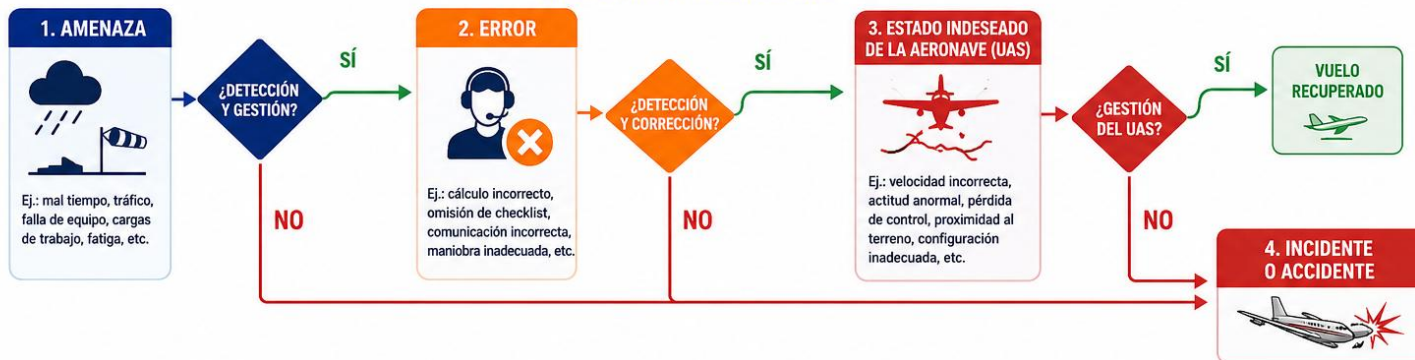 1. AMENAZA
Ej.: mal tiempo, tráfico,
falla de equipo, cargas
de trabajo, fatiga, etc.
¿DETECCIÓN
Y GESTIÓN?
SÍ
NO
2. ERROR
Ej.: cálculo incorrecto,
omisión de checklist,
comunicación incorrecta,
maniobra inadecuada, etc.
¿DETECCIÓN
Y CORRECCIÓN?
SÍ
NO
3. ESTADO INDESEADO
DE LA AERONAVE (UAS)
Ej.: velocidad incorrecta,
actitud anormal, pérdida
de control, proximidad al
terreno, configuración
inadecuada, etc.
¿GESTIÓN
DEL UAS?
SÍ
NO
VUELO
RECUPERADO
4. INCIDENTE
O ACCIDENTE